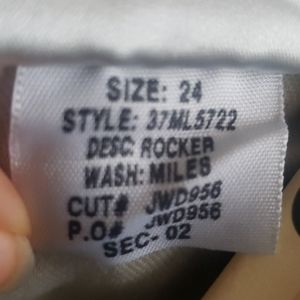 SIZE: 24
STYLE: 37ML5722
DESC: ROCKER
WASH: MILES
CUT# JWD956
P.O# JWD956
SEC- 02